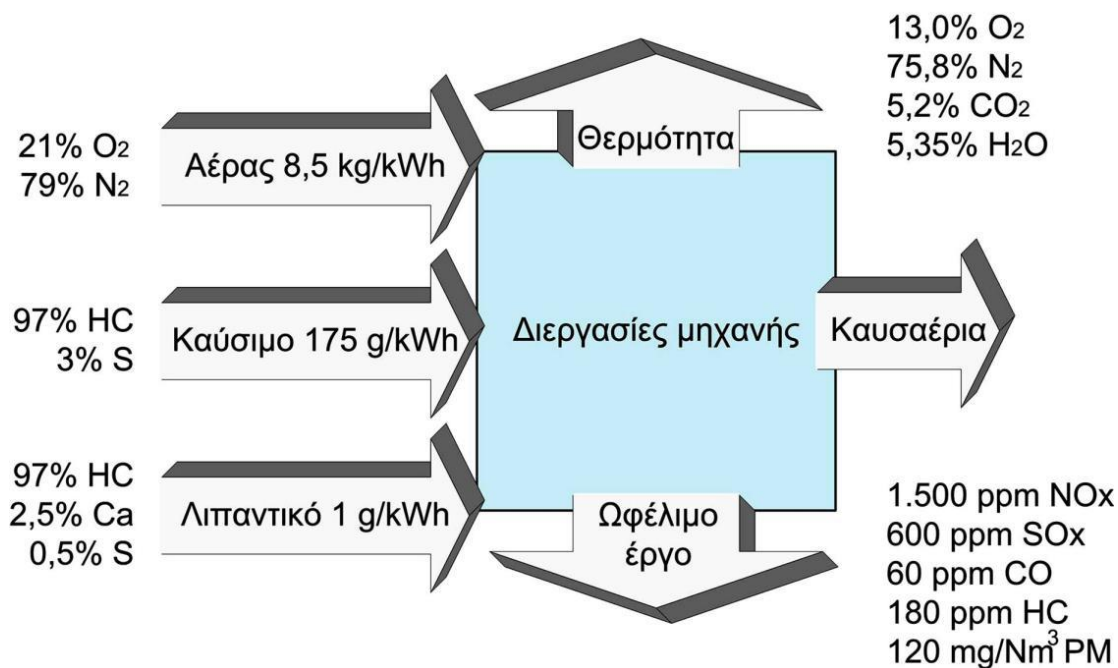 21% O₂
79% N₂
Αέρας 8,5 kg/kWh
97% HC
3% S
Καύσιμο 175 g/kWh
97% HC
2,5% Ca
0,5% S
Λιπαντικό 1 g/kWh
Θερμότητα
Διεργασίες μηχανής
Ωφέλιμο
έργο
Καυσαέρια
13,0% O₂
75,8% N₂
5,2% CO₂
5,35% H₂O
1.500 ppm NOx
600 ppm SOx
60 ppm CO
180 ppm HC
120 mg/Nm³ PM